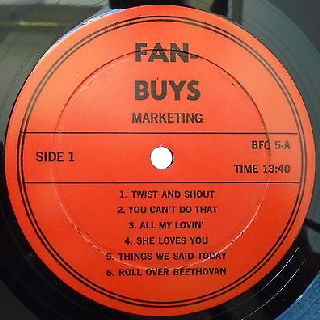 FAN-
BUYS
MARKETING
SIDE 1
BFC 5-A
TIME 13:40
1. TWIST AND SHOUT
2. YOU CAN'T DO THAT
3. ALL MY LOVIN'
4. SHE LOVES YOU
5. THINGS WE SAID TODAY
6. ROLL OVER BEETHOVAN